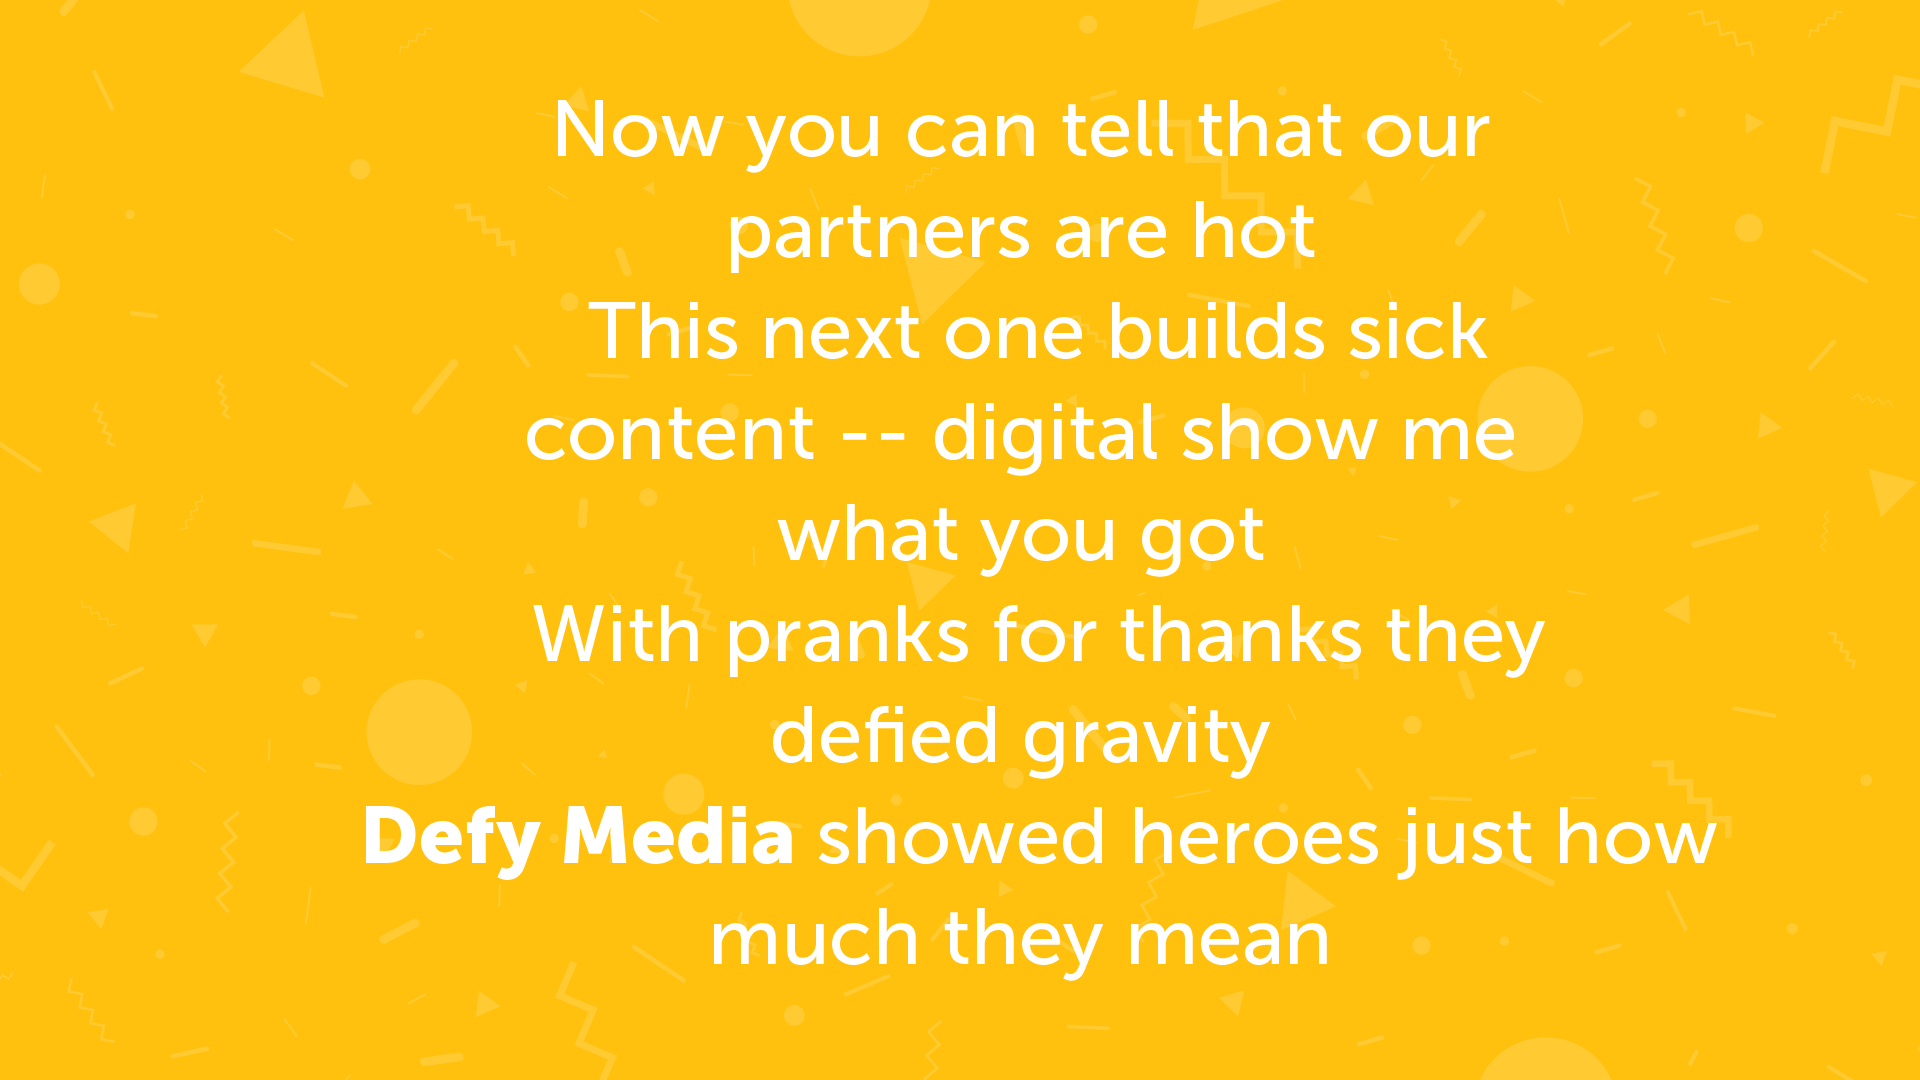 Now you can tell that our
partners are hot
This next one builds sick
content -- digital show me
what you got
With pranks for thanks they
defied gravity
Defy Media showed heroes just how
much they mean